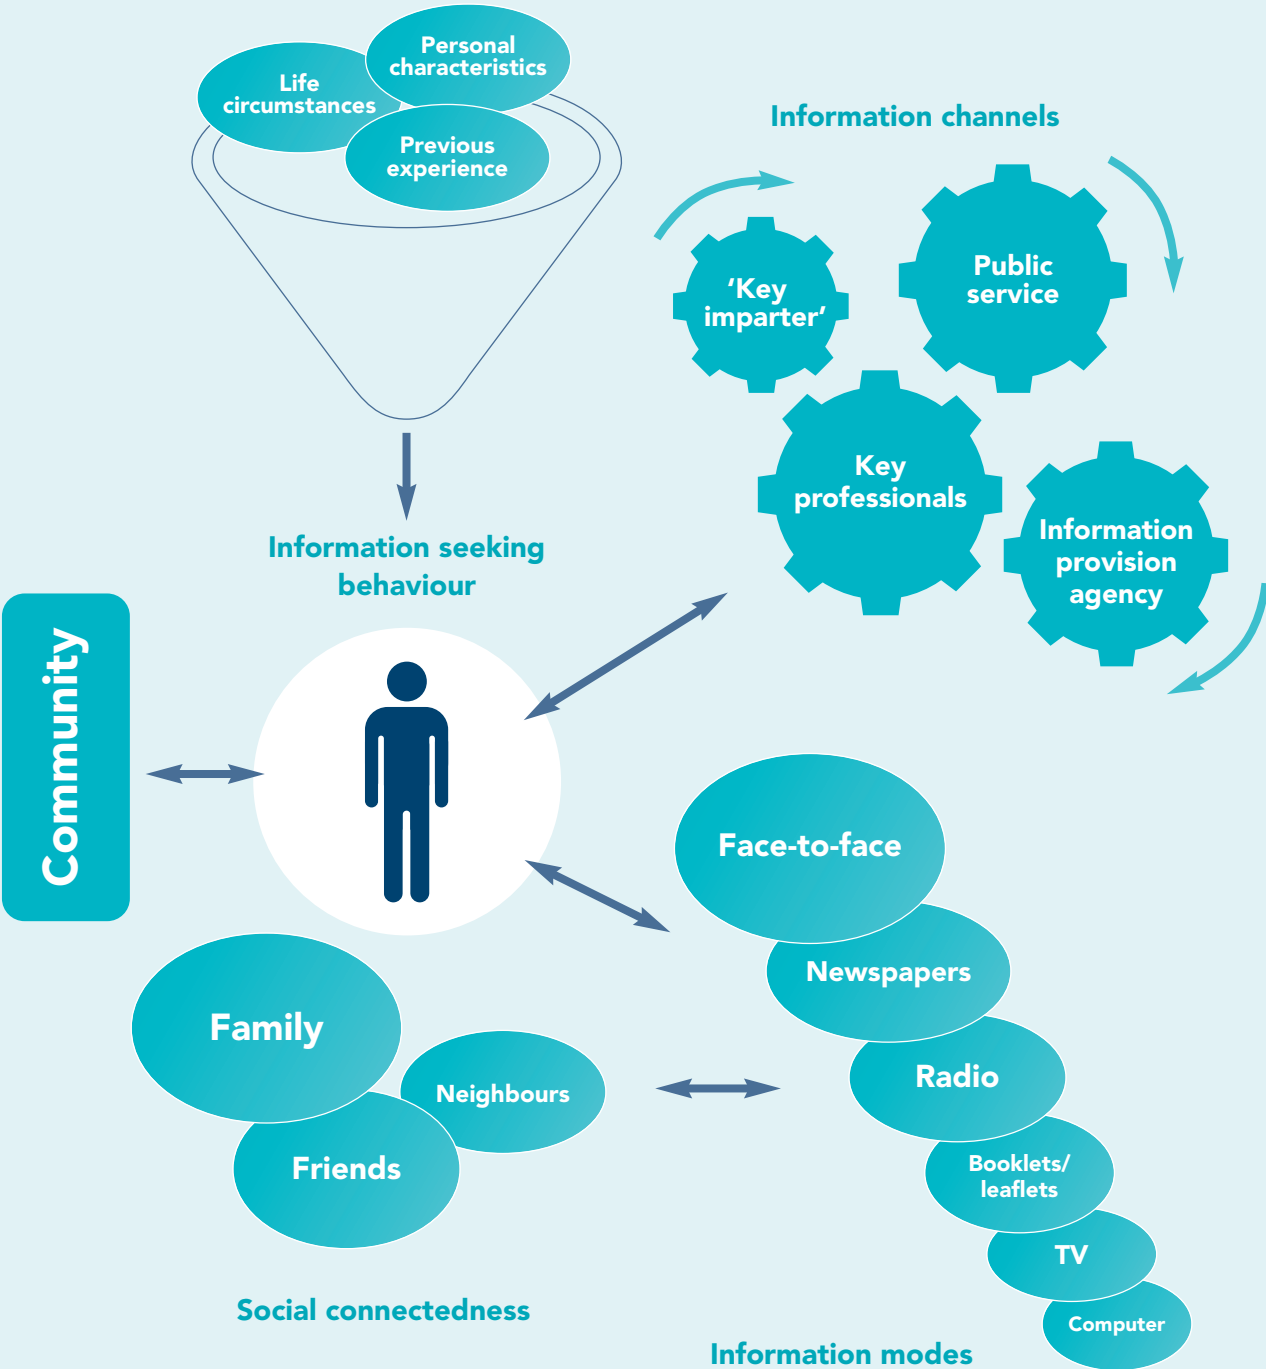 Personal
characteristics
Life
circumstances
Previous
experience
Information channels
'Key
imparter'
Public
service
Key
professionals
Information
provision
agency
Information seeking
behaviour
Community
Face-to-face
Newspapers
Radio
Booklets/
leaflets
TV
Computer
Family
Neighbours
Friends
Social connectedness
Information modes